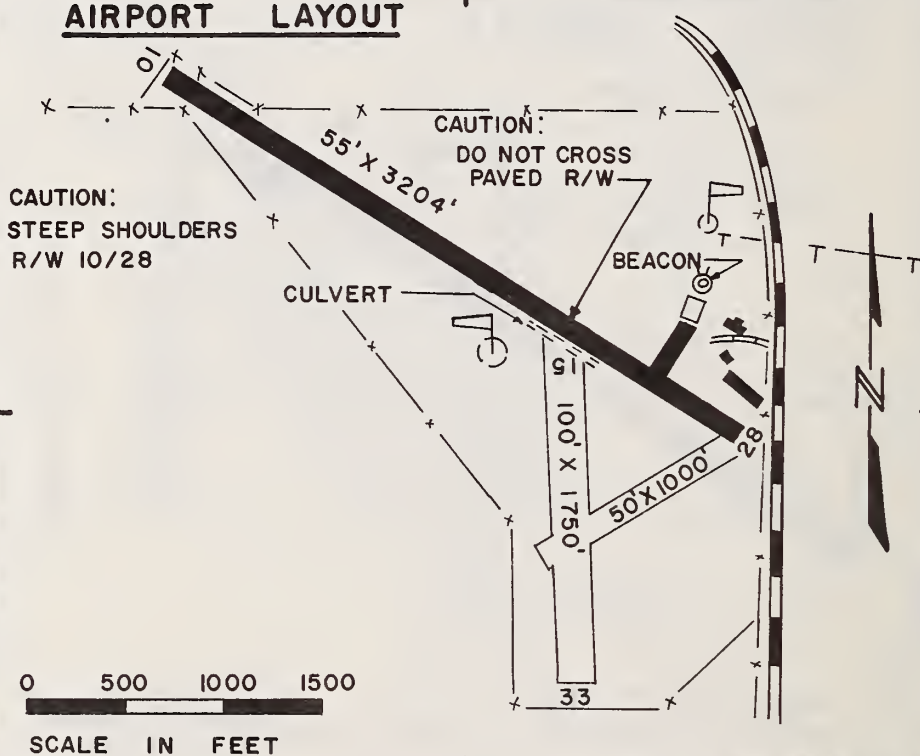 AIRPORT LAYOUT
10
CAUTION:
DO NOT CROSS
PAVED R/W
55' X 3204'
CAUTION:
STEEP SHOULDERS
R/W 10/28
T
T
BEACON
CULVERT
N
15
28
100' X 1750'
50' X 1000'
33
0 500 1000 1500
SCALE IN FEET